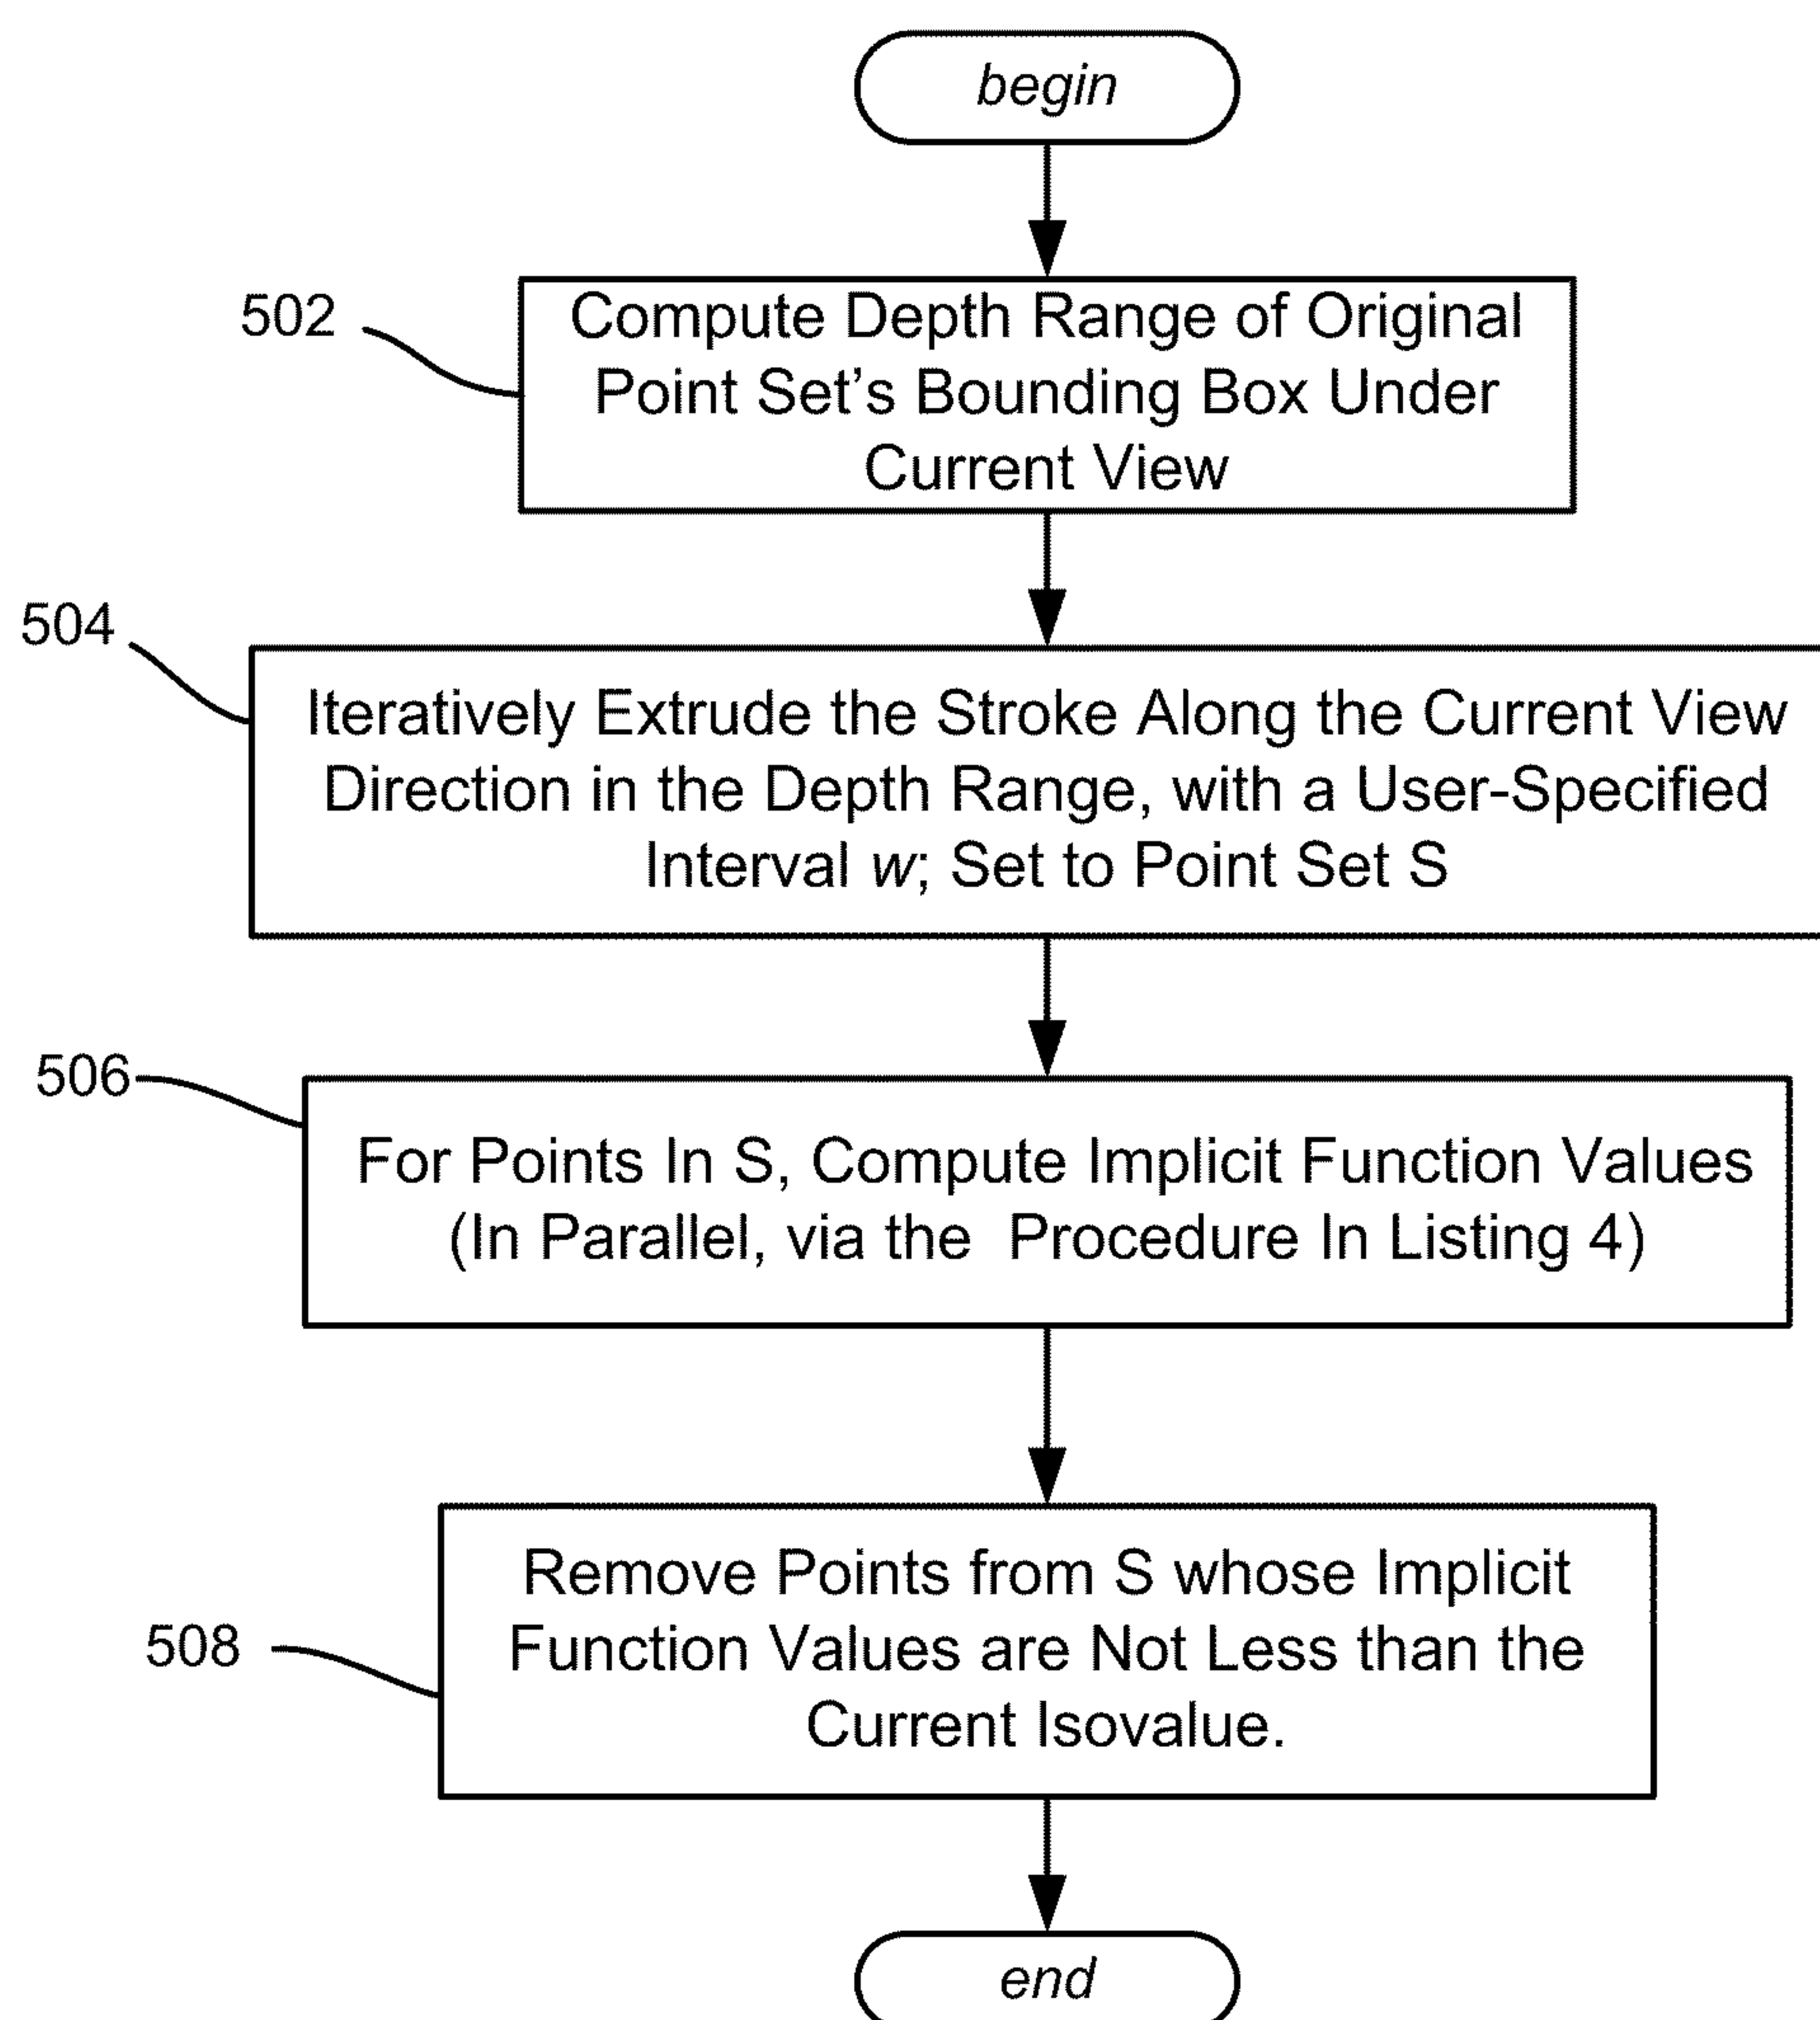 begin
502
Compute Depth Range of Original
Point Set's Bounding Box Under
Current View
504
Iteratively Extrude the Stroke Along the Current View
Direction in the Depth Range, with a User-Specified
Interval w; Set to Point Set S
506
For Points In S, Compute Implicit Function Values
(In Parallel, via the Procedure In Listing 4)
508
Remove Points from S whose Implicit
Function Values are Not Less than the
Current Isovalue.
end